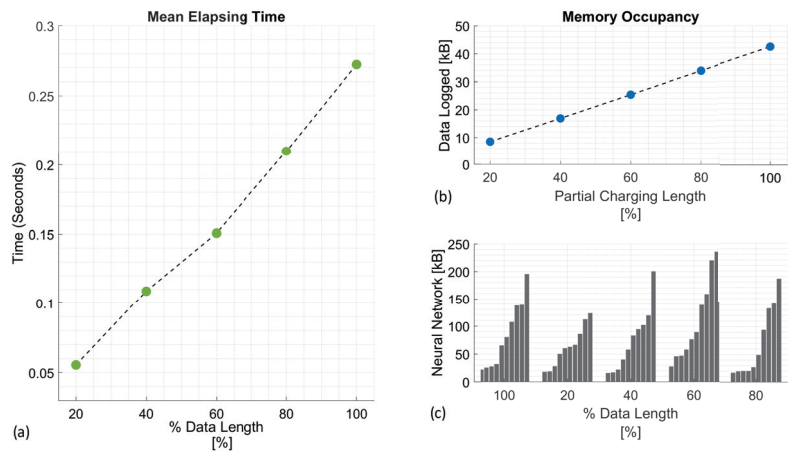 Mean Elapsing Time
0.3
0.25
0.2
0.15
0.1
0.05
Time (Seconds)
20 40 60 80 100
% Data Length
[%]
(a)
Memory Occupancy
50
40
30
20
10
0
Data Logged [kB]
20 40 60 80 100
Partial Charging Length
[%]
(b)
250
200
150
100
50
0
Neural Network [kB]
100 20 40 60 80
% Data Length
[%]
(c)